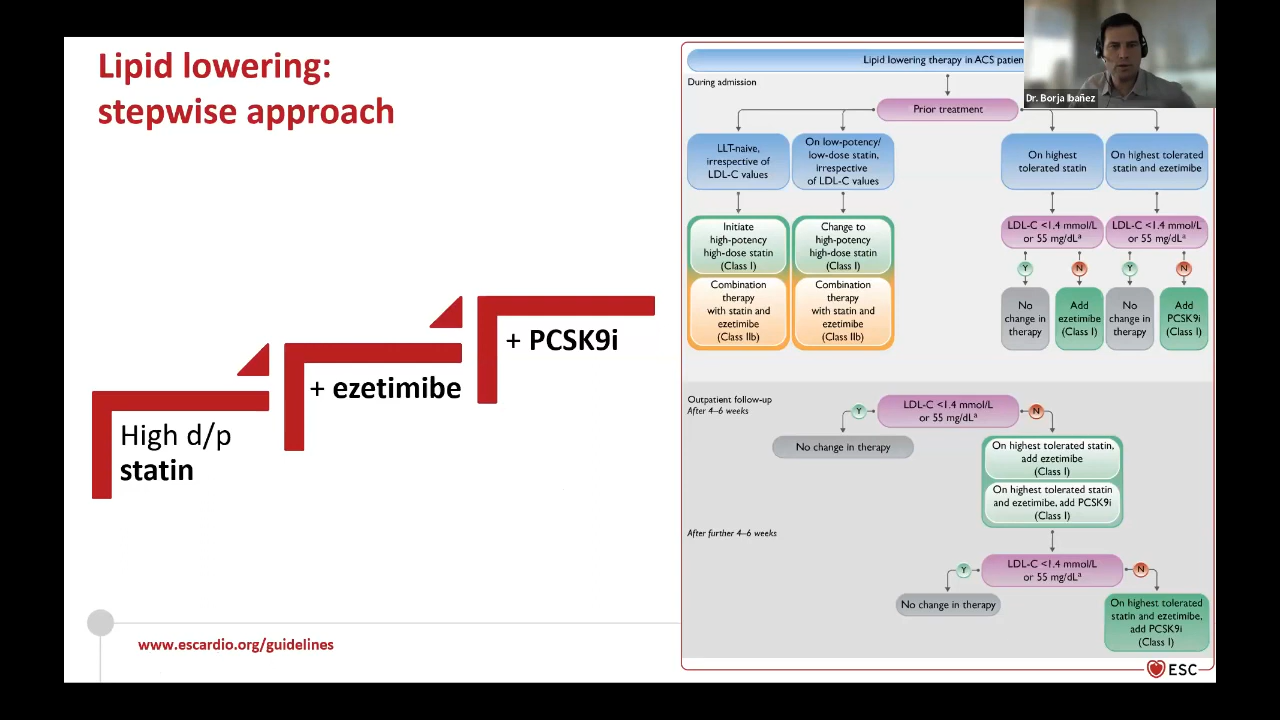 Lipid lowering:
stepwise approach
High d/p
statin
+ ezetimibe
+ PCSK9i
www.escardio.org/guidelines
Dr. Borja Ibañez
Lipid lowering therapy in ACS patien
During admission
Prior treatment
LLT-naive,
irrespective of
LDL-C values
On low-potency/
low-dose statin,
irrespective
of LDL-C values
On highest
tolerated statin
On highest tolerated
statin and ezetimibe
Initiate
high-potency
high-dose statin
(Class I)
Combination
therapy
with statin and
ezetimibe
(Class IIb)
Change to
high-potency
high-dose statin
(Class I)
Combination
therapy
with statin and
ezetimibe
(Class IIb)
LDL-C <1.4 mmol/L
or 55 mg/dLª
LDL-C <1.4 mmol/L
or 55 mg/dLª
Y
N
Y
N
No
change in
therapy
Add
ezetimibe
(Class I)
No
change in
therapy
Add
PCSK9i
(Class I)
Outpatient follow-up
After 4–6 weeks
Y
LDL-C <1.4 mmol/L
or 55 mg/dLª
N
No change in therapy
On highest tolerated statin,
add ezetimibe
(Class I)
On highest tolerated statin
and ezetimibe, add PCSK9i
(Class I)
After further 4–6 weeks
Y
LDL-C <1.4 mmol/L
or 55 mg/dLª
N
No change in therapy
On highest tolerated
statin and ezetimibe,
add PCSK9i
(Class I)
ESC